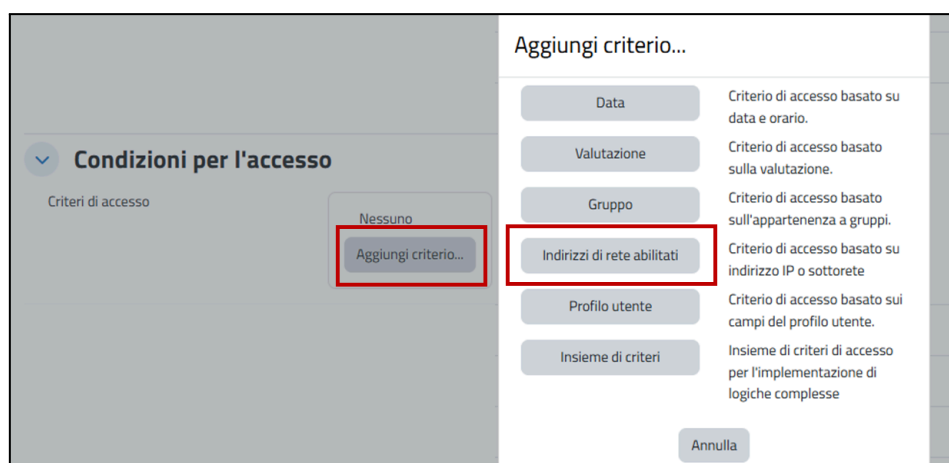 Aggiungi criterio...
Data
Criterio di accesso basato su
data e orario.
Valutazione
Criterio di accesso basato
sulla valutazione.
Gruppo
Criterio di accesso basato
sull'appartenenza a gruppi.
Indirizzi di rete abilitati
Criterio di accesso basato su
indirizzo IP o sottorete
Profilo utente
Criterio di accesso basato sui
campi del profilo utente.
Insieme di criteri
Insieme di criteri di accesso
per l'implementazione di
logiche complesse
Annulla
Condizioni per l'accesso
Criteri di accesso
Nessuno
Aggiungi criterio...